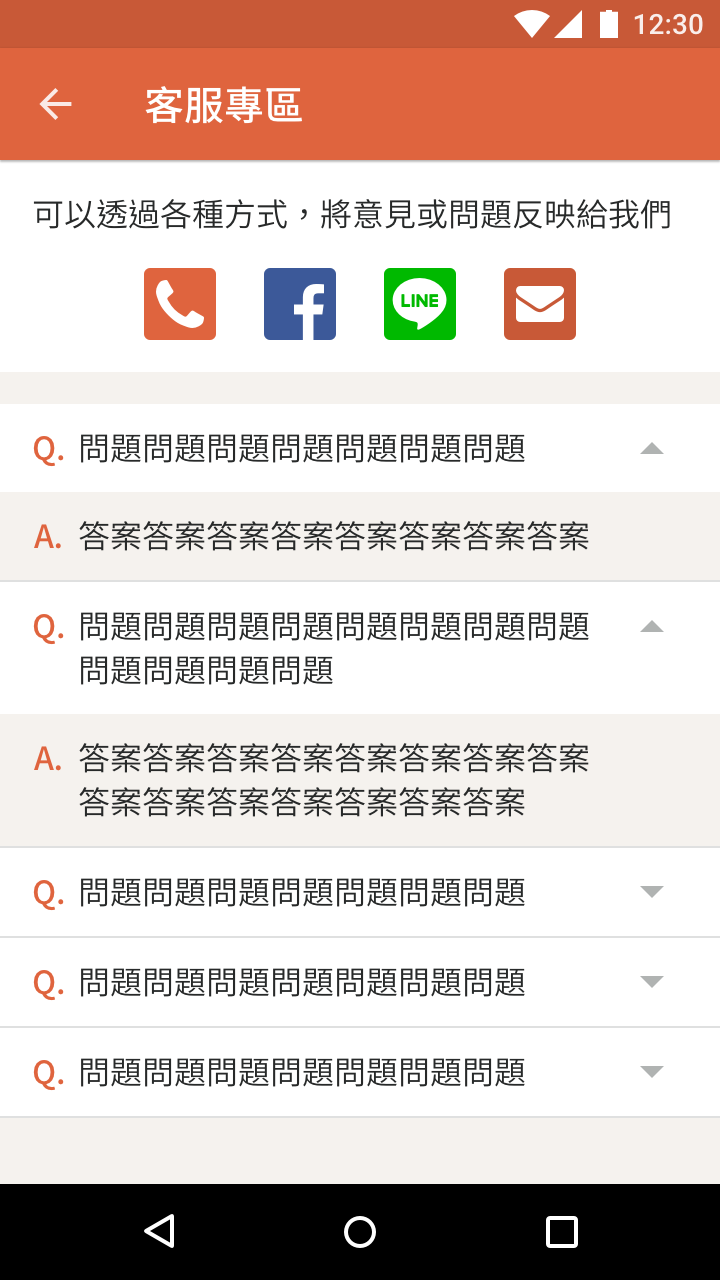 12:30
客服專區
可以透過各種方式，將意見或問題反映給我們
LINE
Q. 問題問題問題問題問題問題問題
A. 答案答案答案答案答案答案答案答案
Q. 問題問題問題問題問題問題問題問題
問題問題問題問題
A. 答案答案答案答案答案答案答案答案
答案答案答案答案答案答案答案
Q. 問題問題問題問題問題問題問題
Q. 問題問題問題問題問題問題問題
Q. 問題問題問題問題問題問題問題